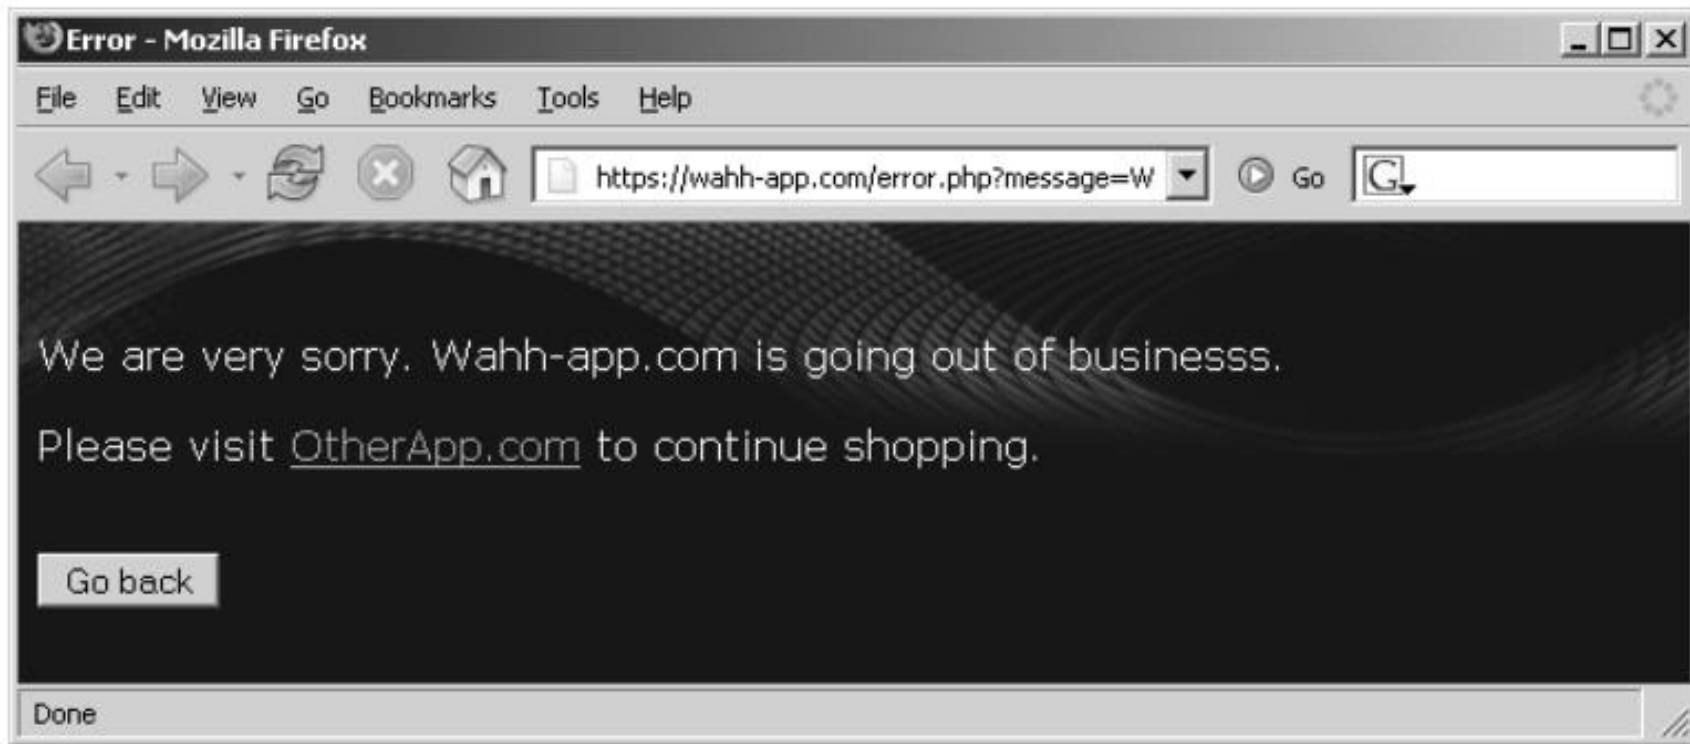 Error - Mozilla Firefox
File Edit View Go Bookmarks Tools Help
https://wahh-app.com/error.php?message=W Go G
We are very sorry. Wahh-app.com is going out of businesss.
Please visit OtherApp.com to continue shopping.
Go back
Done